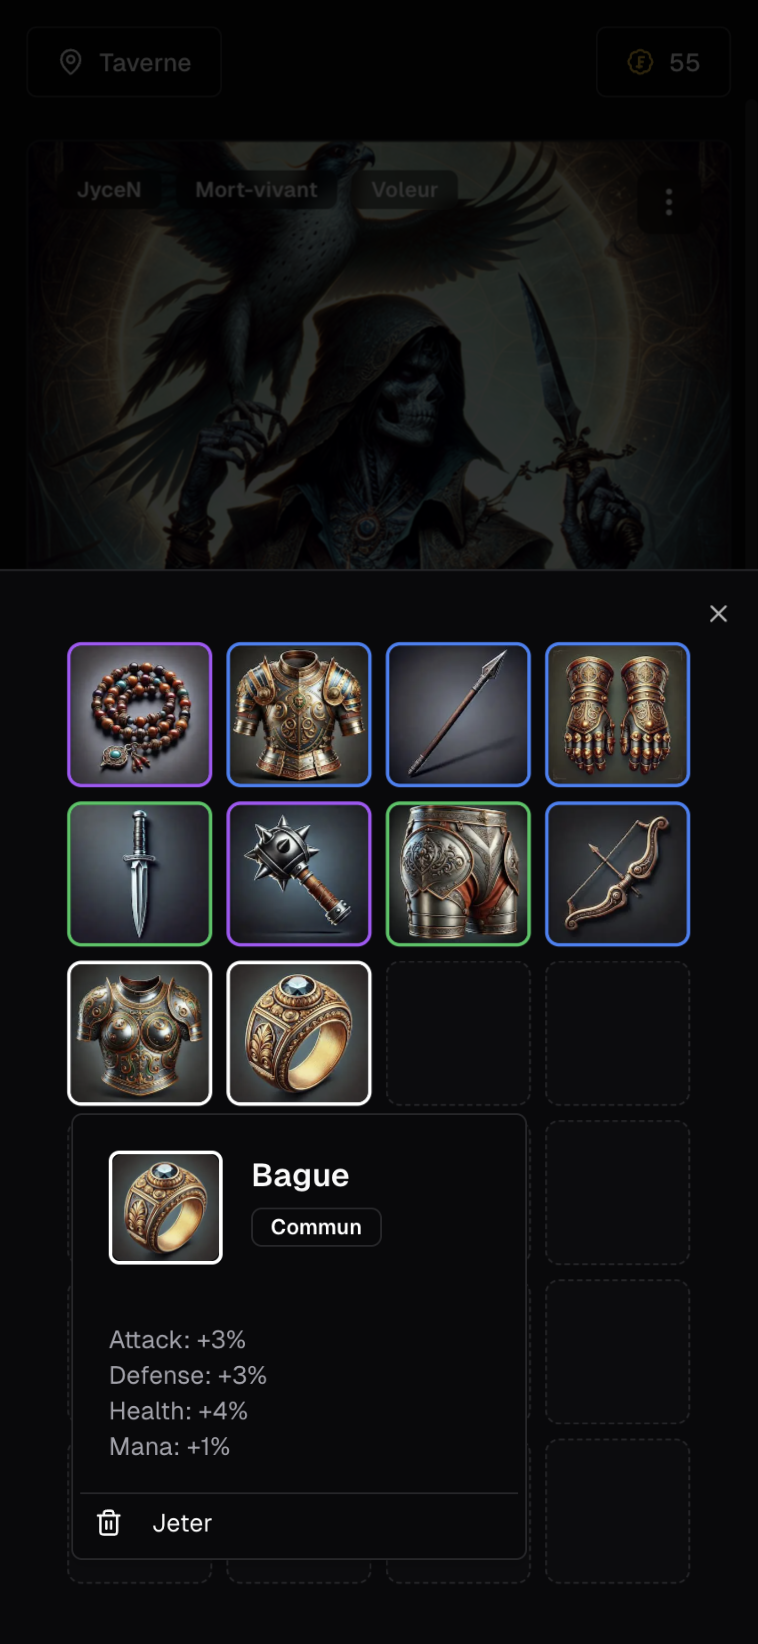 Taverne
55
JyceN
Mort-vivant
Voleur
Bague
Commun
Attack: +3%
Defense: +3%
Health: +4%
Mana: +1%
Jeter